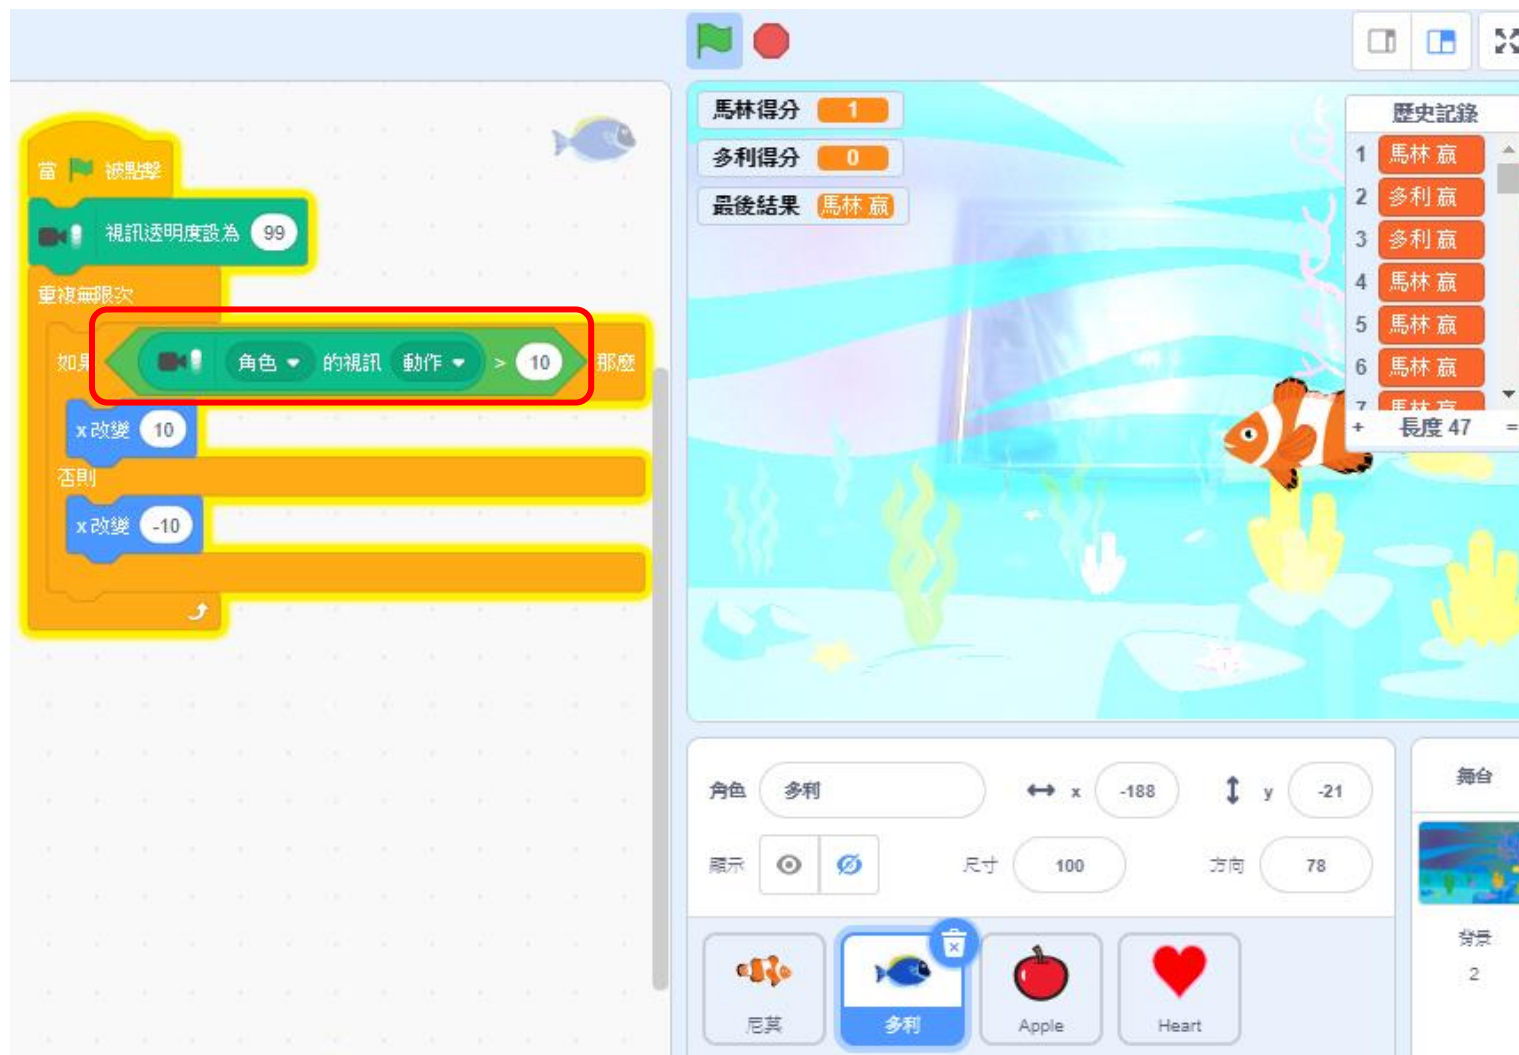 當 被點擊
視訊透明度設為 99
重複無限次
如果 角色 的視訊 動作 > 10 那麼
x 改變 10
否則
x 改變 -10
馬林得分 1
多利得分 0
最後結果 馬林 贏
歷史記錄
1 馬林 贏
2 多利 贏
3 多利 贏
4 馬林 贏
5 馬林 贏
6 馬林 贏
7 馬林 贏
+ 長度 47 =
角色 多利 x -188 y -21
顯示 尺寸 100 方向 78
尼莫
多利
Apple
Heart
舞台
背景
2